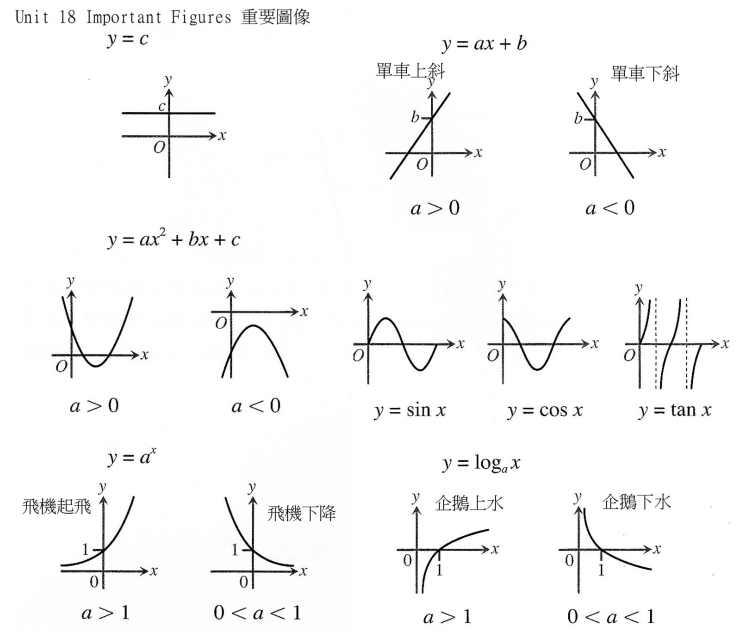 Unit 18 Important Figures 重要圖像
y = c
y
c
O
x
y = ax + b
單車上斜
y
b
O
x
a > 0
單車下斜
y
b
O
x
a < 0
y = ax² + bx + c
y
O
x
a > 0
y
O
x
a < 0
y
O
x
y = sin x
y
O
x
y = cos x
y
O
x
y = tan x
y = aˣ
飛機起飛
y
1
0
x
a > 1
飛機下降
y
1
0
x
0 < a < 1
y = logₐ x
企鵝上水
y
0
1
x
a > 1
企鵝下水
y
0
1
x
0 < a < 1